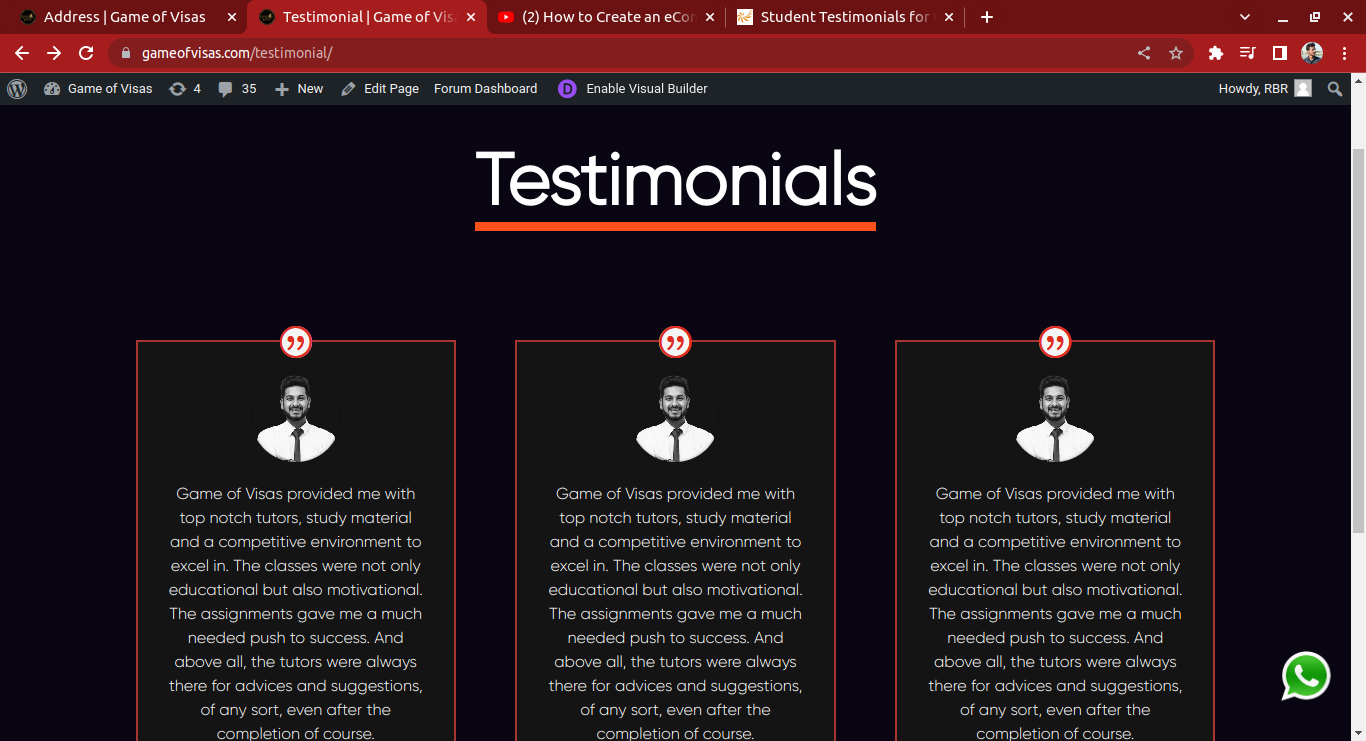 Address | Game of Visas
Testimonial | Game of Vis
(2) How to Create an eCon
Student Testimonials for
gameofvisas.com/testimonial/
Game of Visas
4
35
New
Edit Page
Forum Dashboard
D
Enable Visual Builder
Howdy, RBR
Testimonials
Game of Visas provided me with
top notch tutors, study material
and a competitive environment to
excel in. The classes were not only
educational but also motivational.
The assignments gave me a much
needed push to success. And
above all, the tutors were always
there for advices and suggestions,
of any sort, even after the
completion of course.
Game of Visas provided me with
top notch tutors, study material
and a competitive environment to
excel in. The classes were not only
educational but also motivational.
The assignments gave me a much
needed push to success. And
above all, the tutors were always
there for advices and suggestions,
of any sort, even after the
completion of course.
Game of Visas provided me with
top notch tutors, study material
and a competitive environment to
excel in. The classes were not only
educational but also motivational.
The assignments gave me a much
needed push to success. And
above all, the tutors were always
there for advices and suggestions,
of any sort, even after the
completion of course.